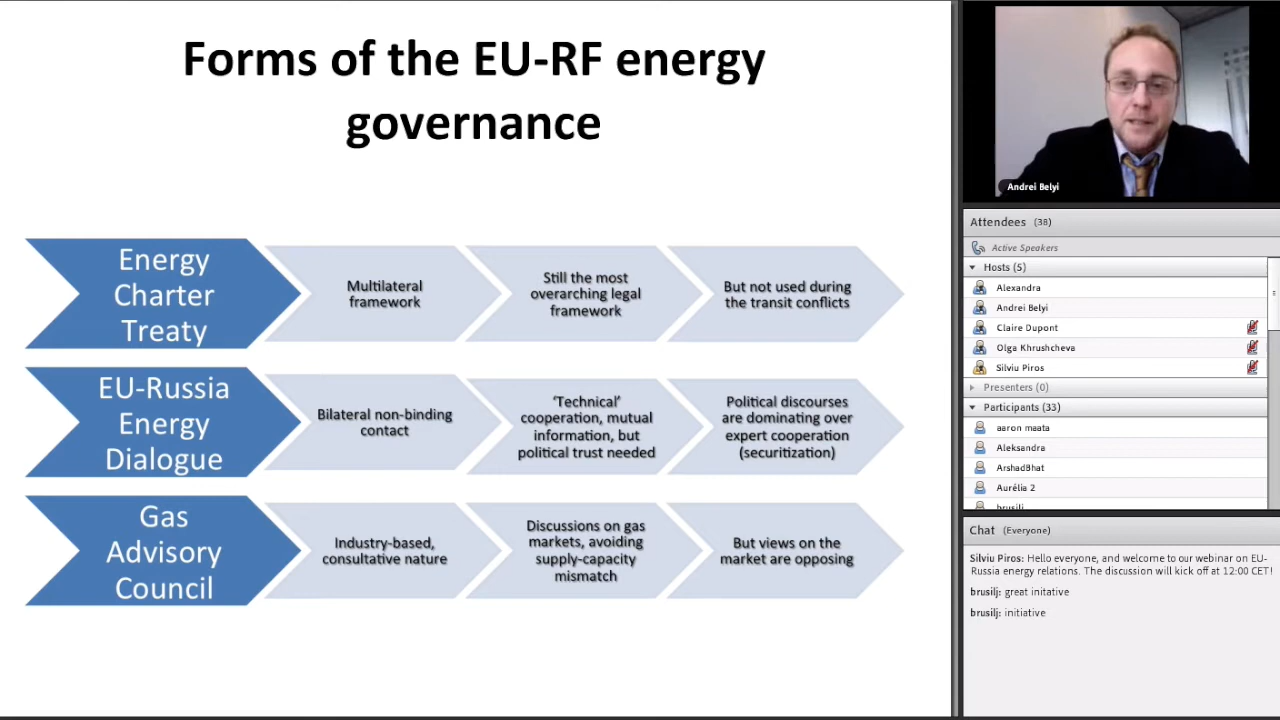 Forms of the EU-RF energy
governance
Energy
Charter
Treaty
Multilateral
framework
Still the most
overarching legal
framework
But not used during
the transit conflicts
EU-Russia
Energy
Dialogue
Bilateral non-binding
contact
‘Technical’
cooperation, mutual
information, but
political trust needed
Political discourses
are dominating over
expert cooperation
(securitization)
Gas
Advisory
Council
Industry-based,
consultative nature
Discussions on gas
markets, avoiding
supply-capacity
mismatch
But views on the
market are opposing
Andrei Belyi
Attendees (38)
Active Speakers
Hosts (5)
Alexandra
Andrei Belyi
Claire Dupont
Olga Khrushcheva
Silviu Piros
Presenters (0)
Participants (33)
aaron maata
Aleksandra
ArshadBhat
Aurélia 2
brusilj
Chat (Everyone)
Silviu Piros: Hello everyone, and welcome to our webinar on EU-
Russia energy relations. The discussion will kick off at 12:00 CET!
brusilj: great initative
brusilj: initiative